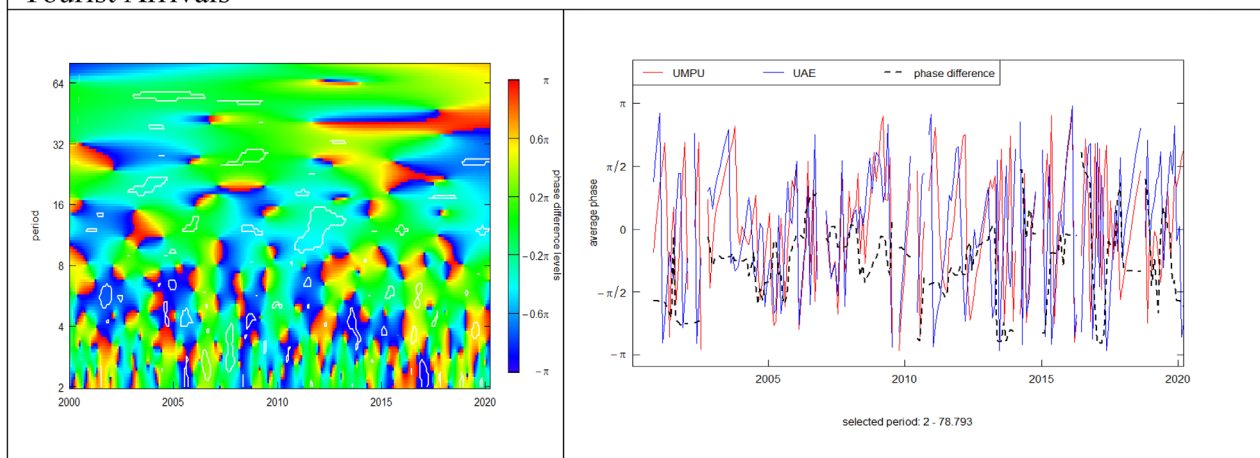 Tourist Arrivals
64
32
16
8
4
2
period
2000
2005
2010
2015
2020
π
0.6π
0.2π
-0.2π
-0.6π
-π
phase difference levels
UMPU
UAE
phase difference
π
π/2
0
-π/2
-π
average phase
2005
2010
2015
2020
selected period: 2 - 78.793